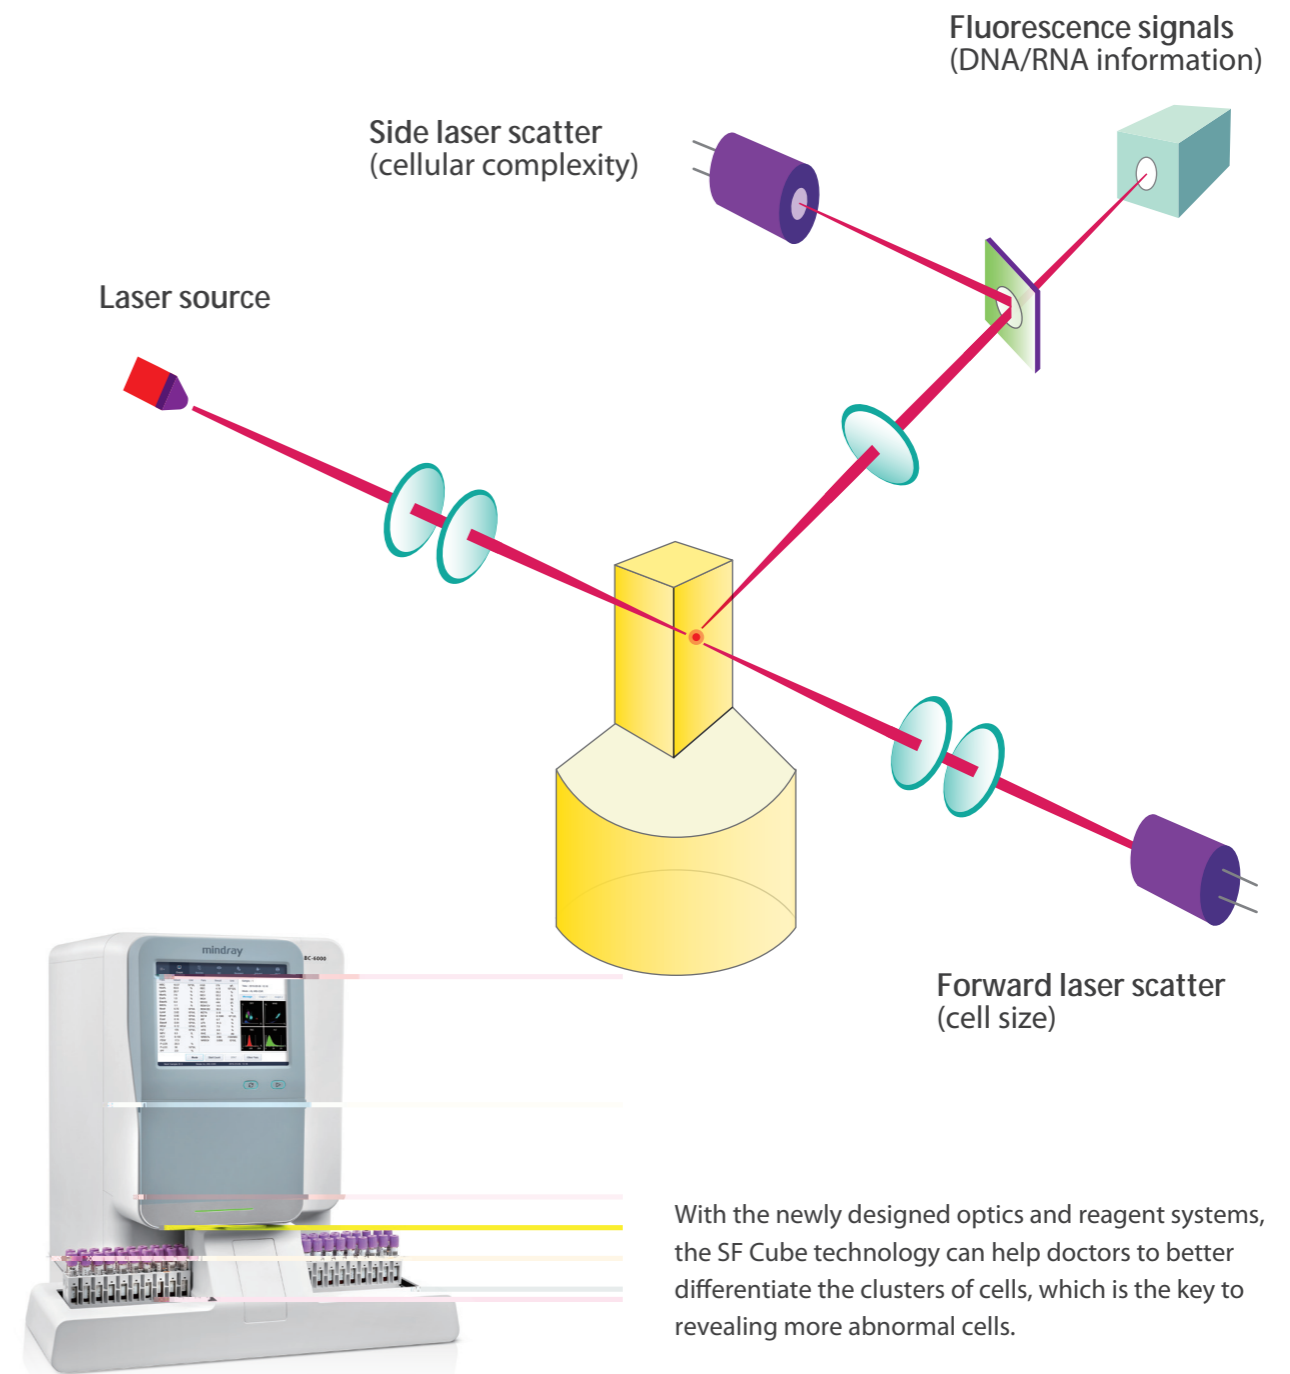 Fluorescence signals
(DNA/RNA information)
Side laser scatter
(cellular complexity)
Laser source
Forward laser scatter
(cell size)
mindray
BC-6000
With the newly designed optics and reagent systems,
the SF Cube technology can help doctors to better
differentiate the clusters of cells, which is the key to
revealing more abnormal cells.